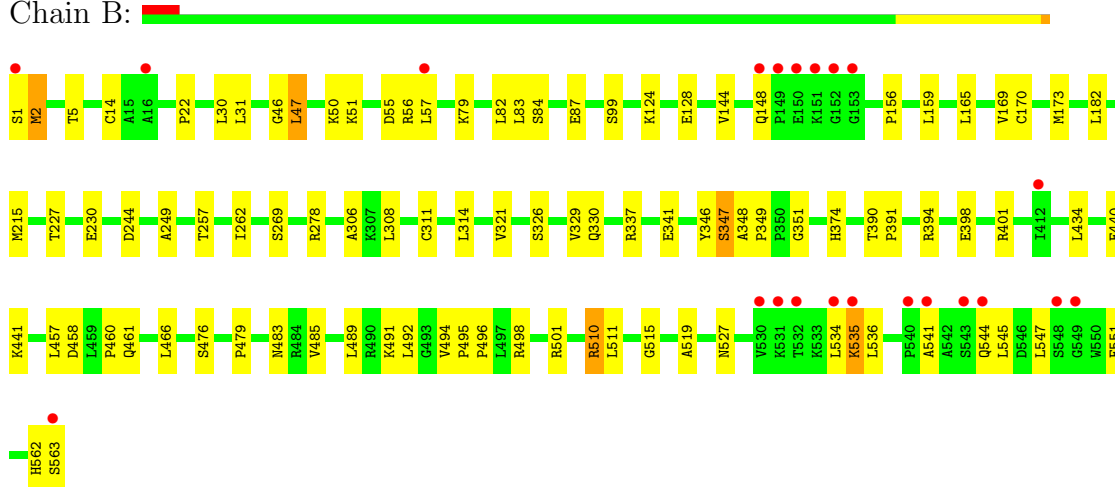 Chain B:
S1 M2 T5 C14 A15 A16 P22 L30 L31 G46 L47 K50 K51 D55 R56 L57 K79 L82 L83 S84 E87 S99 K124 E128 V144 Q148 P149 E150 K151 G152 G153 P156 L159 L165 V169 C170 M173 L182
M215 T227 E230 D244 A249 T257 I262 S269 R278 A306 K307 L308 C311 L314 V321 S326 V329 Q330 R337 E341 Y346 S347 A348 P349 P350 G351 H374 T390 P391 R394 E398 R401 I412 L434
K441 L457 D458 L459 P460 Q461 L466 S476 P479 N483 R484 V485 L489 R490 K491 L492 G493 V494 P495 P496 L497 R498 R501 R510 L511 G515 A519 N527 V530 K531 T532 K533 L534 K535 L536 P540 A541 A542 S543 Q544 L545 D546 L547 S548 G549 W550
H562 S563